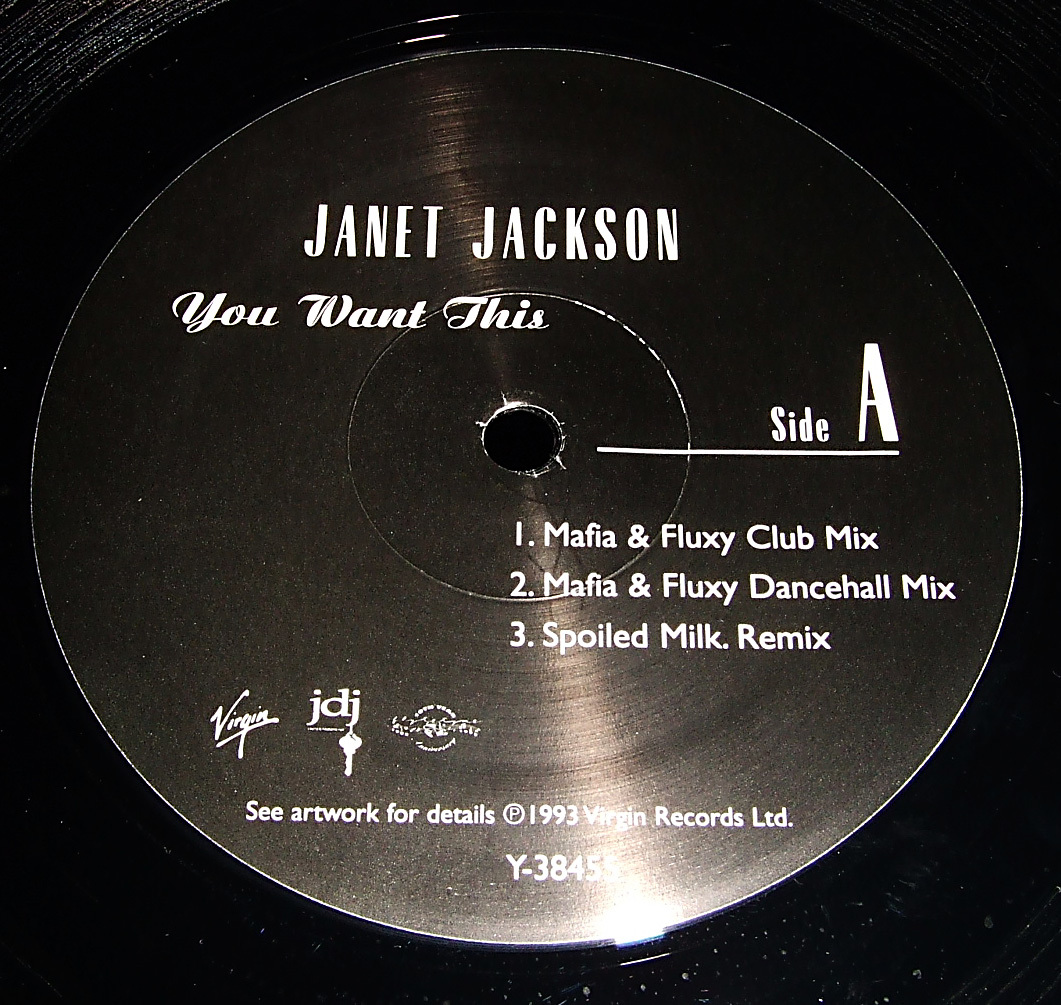 JANET JACKSON
You Want This
Side A
1. Mafia & Fluxy Club Mix
2. Mafia & Fluxy Dancehall Mix
3. Spoiled Milk. Remix
Virgin
jdj
See artwork for details ℗1993 Virgin Records Ltd.
Y-38455